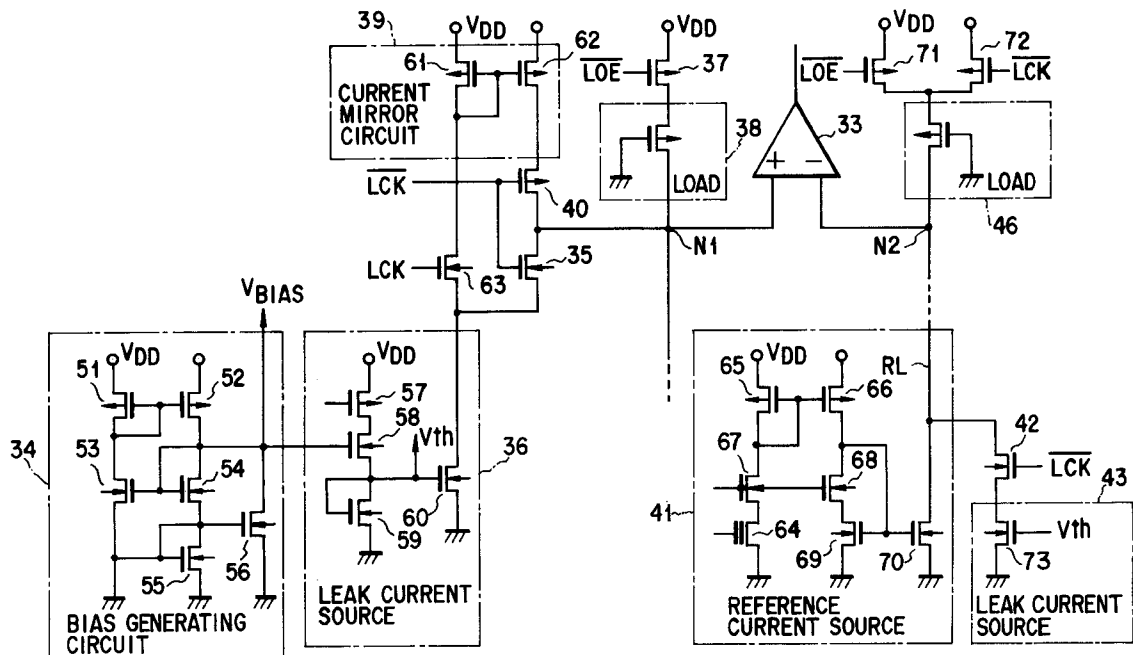 39
V̅D̅D̅
VDD
VDD
VDD
61
62
LOE
37
LOE
71
72
LCK
CURRENT
MIRROR
CIRCUIT
38
33
+ −
LOAD
LOAD
LCK
40
46
N1
N2
LCK
63
35
VBIAS
34
51
VDD
52
53
54
55
56
BIAS GENERATING
CIRCUIT
VDD
57
58
Vth
36
60
59
LEAK CURRENT
SOURCE
41
65
VDD
66
67
68
64
69
70
REFERENCE
CURRENT SOURCE
RL
42
LCK
43
Vth
73
LEAK CURRENT
SOURCE